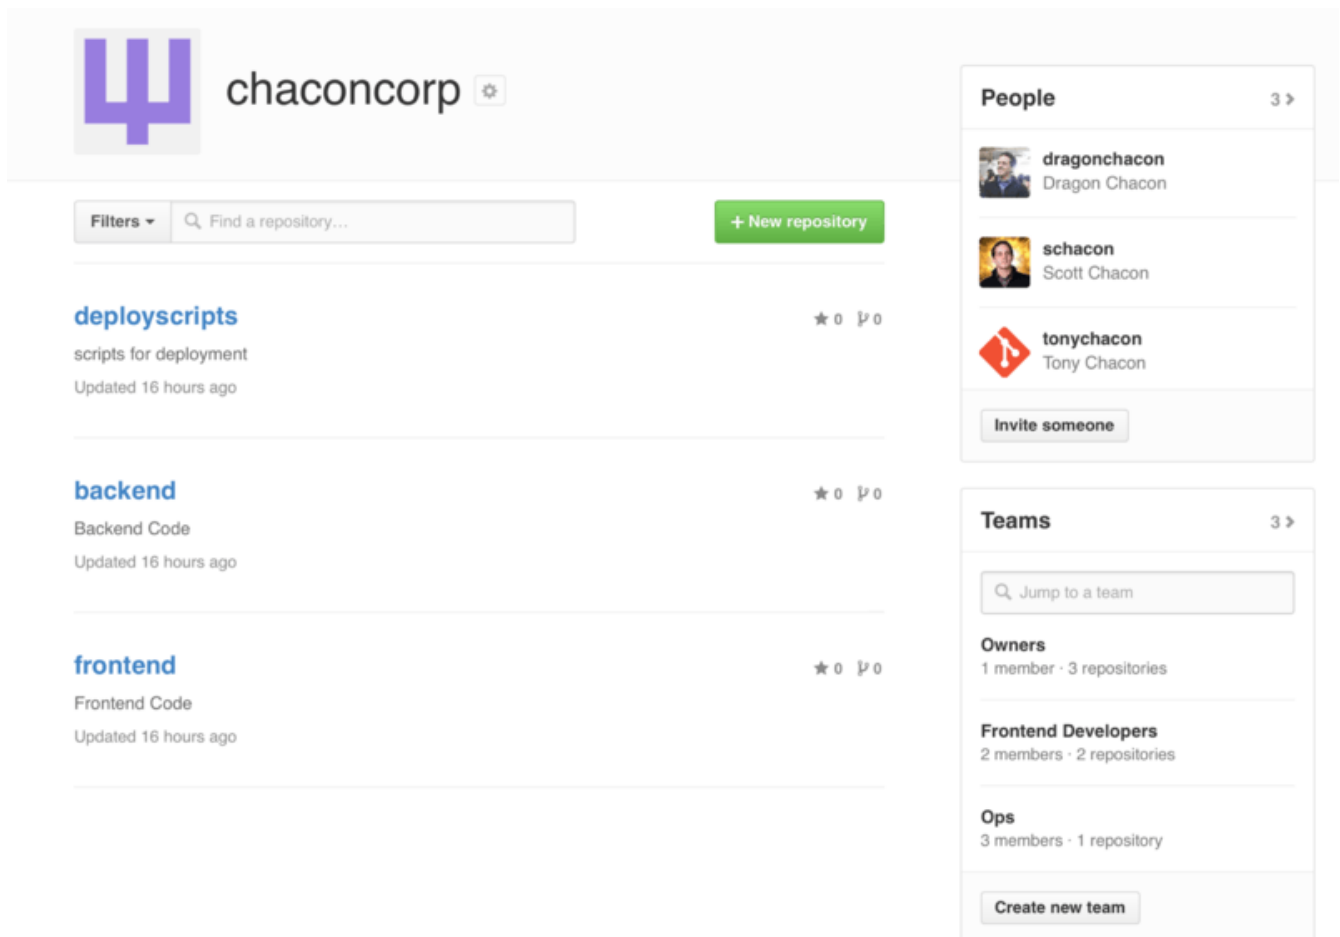 chaconcorp
Filters
Find a repository...
+ New repository
deployscripts
0 0
scripts for deployment
Updated 16 hours ago
backend
0 0
Backend Code
Updated 16 hours ago
frontend
0 0
Frontend Code
Updated 16 hours ago
People 3
dragonchacon
Dragon Chacon
schacon
Scott Chacon
tonychacon
Tony Chacon
Invite someone
Teams 3
Jump to a team
Owners
1 member · 3 repositories
Frontend Developers
2 members · 2 repositories
Ops
3 members · 1 repository
Create new team